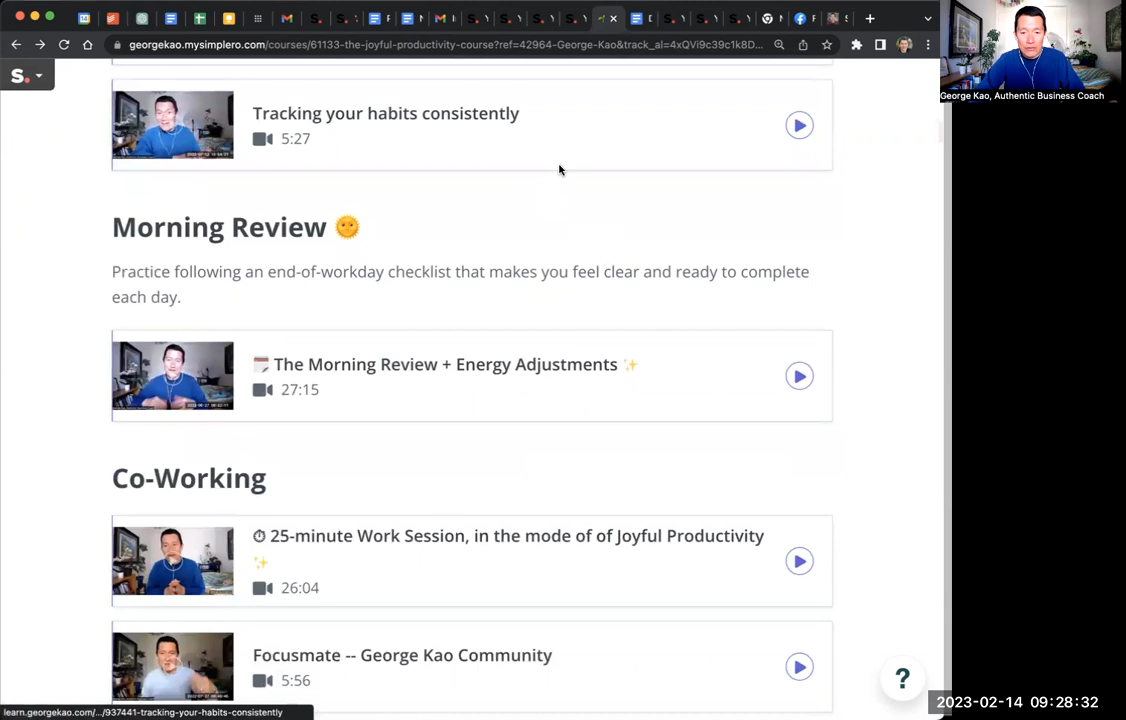 georgekao.mysimplero.com/courses/61133-the-joyful-productivity-course?ref=42964-George-Kao&track_al=4xQVi9c39c1k8D...
George Kao, Authentic Business Coach
S.
Tracking your habits consistently
5:27
Morning Review 🌞
Practice following an end-of-workday checklist that makes you feel clear and ready to complete
each day.
🗓️ The Morning Review + Energy Adjustments ✨
27:15
Co-Working
⏱ 25-minute Work Session, in the mode of of Joyful Productivity
✨
26:04
Focusmate -- George Kao Community
5:56
?
learn.georgekao.com/.../937441-tracking-your-habits-consistently
2023-02-14 09:28:32